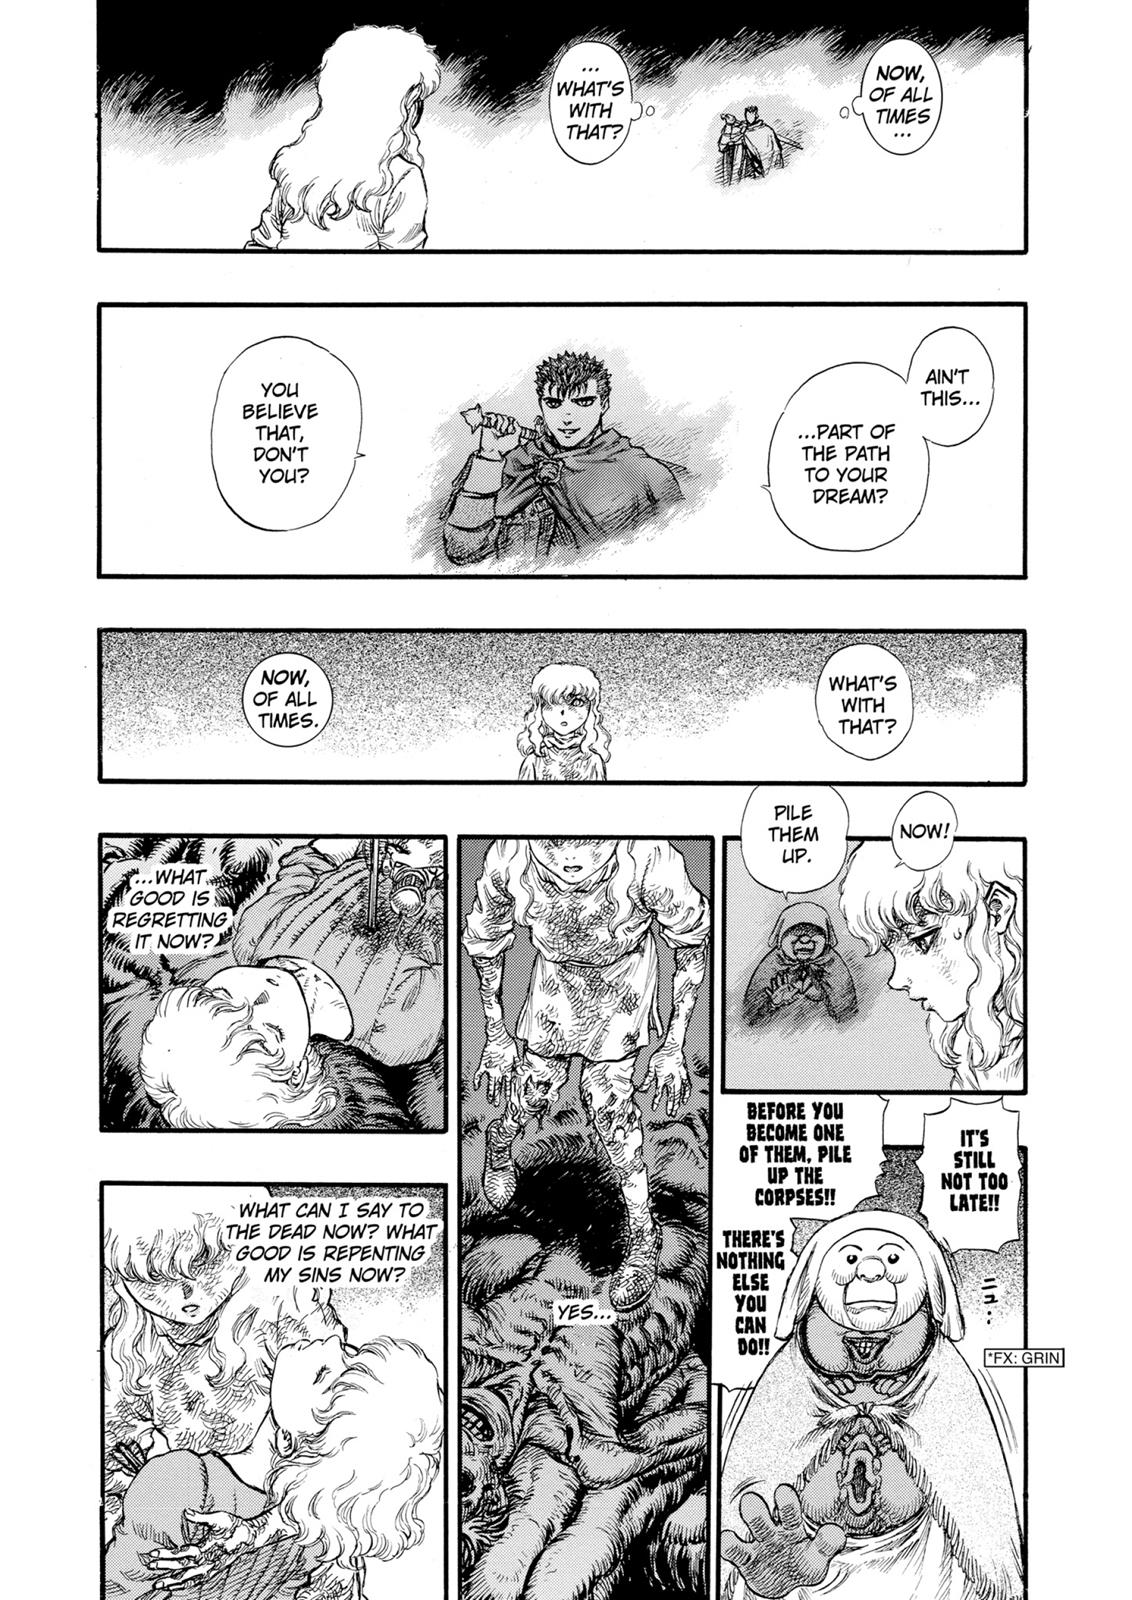 NOW,
OF ALL
TIMES
...
...
WHAT'S
WITH
THAT?
AIN'T
THIS...
...PART OF
THE PATH
TO YOUR
DREAM?
YOU
BELIEVE
THAT,
DON'T
YOU?
WHAT'S
WITH
THAT?
NOW,
OF ALL
TIMES.
NOW!
PILE
THEM
UP.
IT'S
STILL
NOT TOO
LATE!!
BEFORE YOU
BECOME ONE
OF THEM, PILE
UP THE
CORPSES!!
THERE'S
NOTHING
ELSE
YOU
CAN
DO!!
ニュ..
*FX: GRIN
YES...
...WHAT
GOOD IS
REGRETTING
IT NOW?
WHAT CAN I SAY TO
THE DEAD NOW? WHAT
GOOD IS REPENTING
MY SINS NOW?